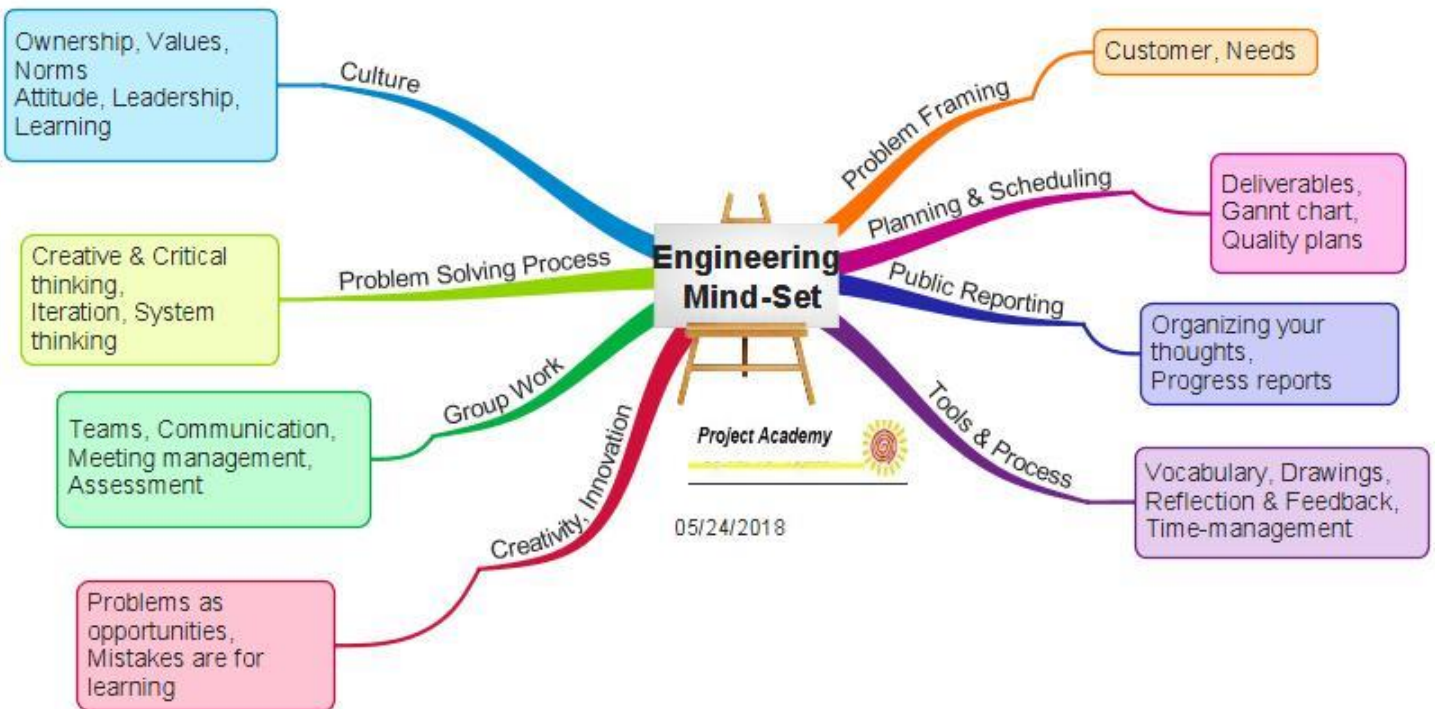 Engineering
Mind-Set
Project Academy
05/24/2018
Culture
Ownership, Values,
Norms
Attitude, Leadership,
Learning
Problem Solving Process
Creative & Critical
thinking,
Iteration, System
thinking
Group Work
Teams, Communication,
Meeting management,
Assessment
Creativity, Innovation
Problems as
opportunities,
Mistakes are for
learning
Problem Framing
Customer, Needs
Planning & Scheduling
Deliverables,
Gannt chart,
Quality plans
Public Reporting
Organizing your
thoughts,
Progress reports
Tools & Process
Vocabulary, Drawings,
Reflection & Feedback,
Time-management